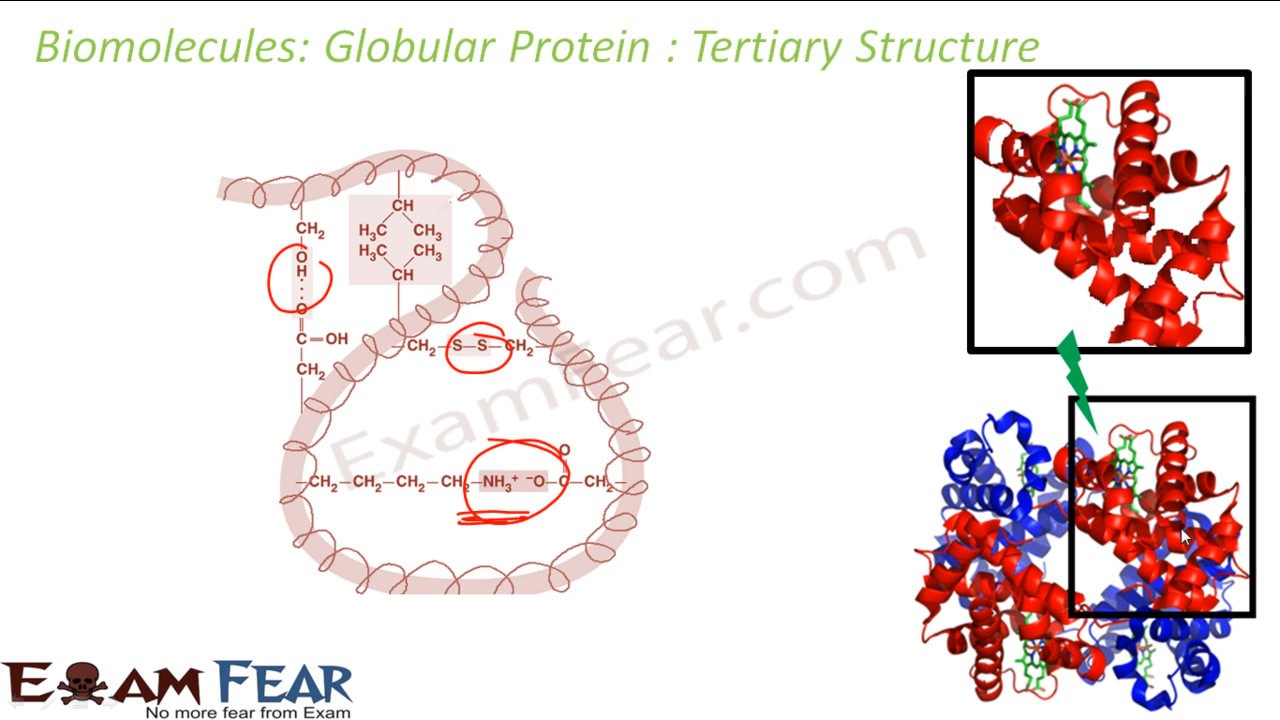 Biomolecules: Globular Protein : Tertiary Structure
CH2
O
H
O
C=OH
CH2
CH
H3C CH3
H3C CH3
CH
CH2-S-S-CH2
O
CH2-CH2-CH2-CH2-NH3+ -O-C-CH2
ExamFear.com
EXAM FEAR
No more fear from Exam